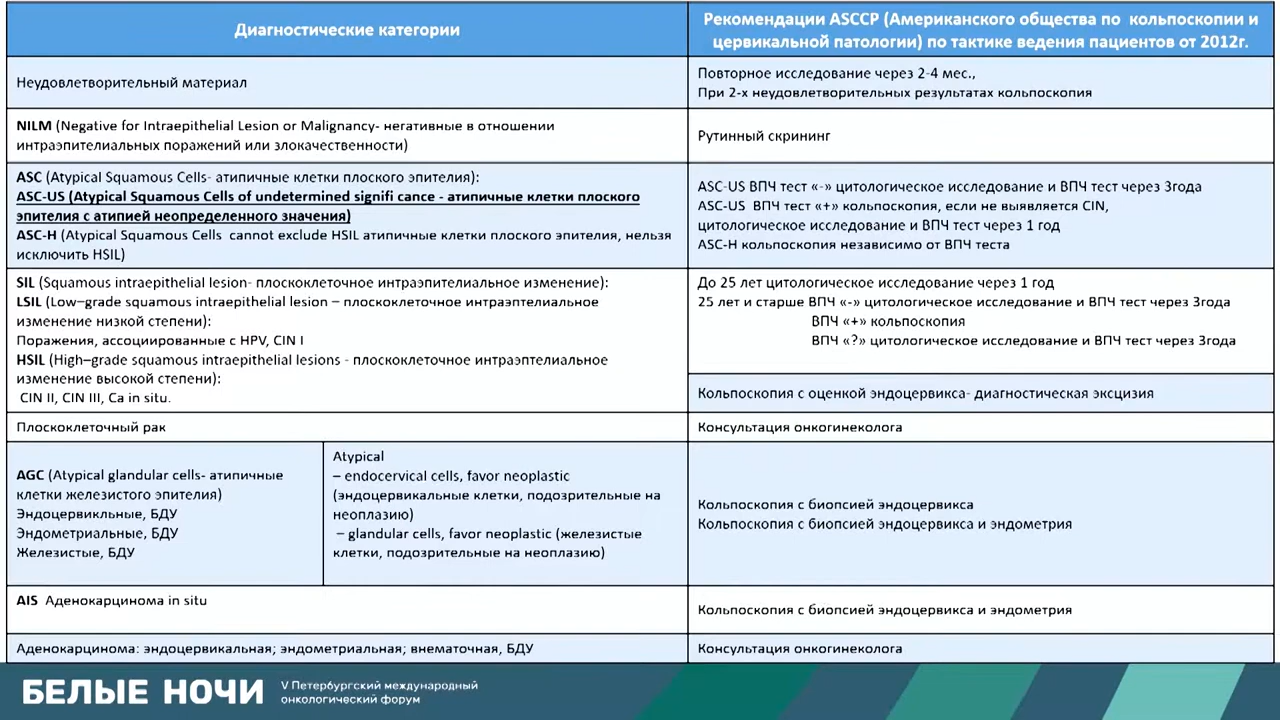 Диагностические категории
Рекомендации ASCCP (Американского общества по кольпоскопии и
цервикальной патологии) по тактике ведения пациентов от 2012г.
Неудовлетворительный материал
Повторное исследование через 2-4 мес.,
При 2-х неудовлетворительных результатах кольпоскопия
NILM (Negative for Intraepithelial Lesion or Malignancy- негативные в отношении
интраэпителиальных поражений или злокачественности)
Рутинный скрининг
ASC (Atypical Squamous Cells- атипичные клетки плоского эпителия):
ASC-US (Atypical Squamous Cells of undetermined signifi cance - атипичные клетки плоского
эпителия с атипией неопределенного значения)
ASC-H (Atypical Squamous Cells cannot exclude HSIL атипичные клетки плоского эпителия, нельзя
исключить HSIL)
ASC-US ВПЧ тест «-» цитологическое исследование и ВПЧ тест через 3года
ASC-US ВПЧ тест «+» кольпоскопия, если не выявляется CIN,
цитологическое исследование и ВПЧ тест через 1 год
ASC-H кольпоскопия независимо от ВПЧ теста
SIL (Squamous intraepithelial lesion- плоскоклеточное интраэпителиальное изменение):
LSIL (Low–grade squamous intraepithelial lesion – плоскоклеточное интраэптелиальное
изменение низкой степени):
Поражения, ассоциированные с HPV, CIN I
HSIL (High–grade squamous intraepithelial lesions - плоскоклеточное интраэптелиальное
изменение высокой степени):
CIN II, CIN III, Ca in situ.
До 25 лет цитологическое исследование через 1 год
25 лет и старше ВПЧ «-» цитологическое исследование и ВПЧ тест через 3года
ВПЧ «+» кольпоскопия
ВПЧ «?» цитологическое исследование и ВПЧ тест через 3года
Кольпоскопия с оценкой эндоцервикса- диагностическая эксцизия
Плоскоклеточный рак
Консультация онкогинеколога
AGC (Atypical glandular cells- атипичные
клетки железистого эпителия)
Эндоцервикльные, БДУ
Эндометриальные, БДУ
Железистые, БДУ
Atypical
– endocervical cells, favor neoplastic
(эндоцервикальные клетки, подозрительные на
неоплазию)
– glandular cells, favor neoplastic (железистые
клетки, подозрительные на неоплазию)
Кольпоскопия с биопсией эндоцервикса
Кольпоскопия с биопсией эндоцервикса и эндометрия
AIS Аденокарцинома in situ
Кольпоскопия с биопсией эндоцервикса и эндометрия
Аденокарцинома: эндоцервикальная; эндометриальная; внематочная, БДУ
Консультация онкогинеколога
БЕЛЫЕ НОЧИ
V Петербургский международный
онкологический форум